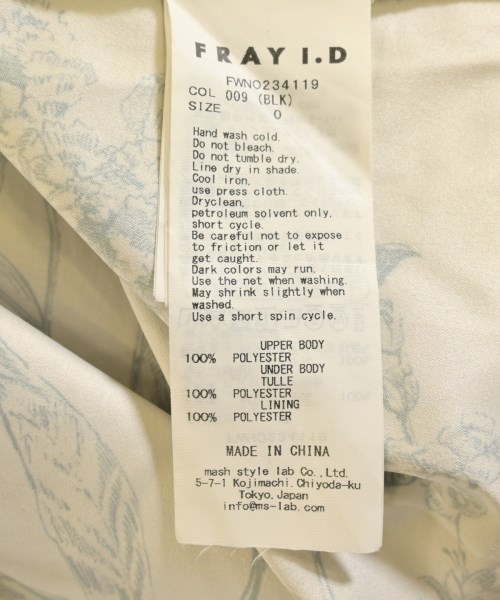 FRAY I.D
FWNO234119
COL 009 (BLK)
SIZE 0
Hand wash cold.
Do not bleach.
Do not tumble dry.
Line dry in shade.
Cool iron,
use press cloth.
Dryclean,
petroleum solvent only,
short cycle.
Be careful not to expose
to friction or let it
get caught.
Dark colors may run.
Use the net when washing.
May shrink slightly when
washed.
Use a short spin cycle.
UPPER BODY
100% POLYESTER
UNDER BODY
TULLE
100% POLYESTER
LINING
100% POLYESTER
MADE IN CHINA
mash style lab Co.,Ltd.
5-7-1 Kojimachi,Chiyoda-ku
Tokyo,Japan
info@ms-lab.com